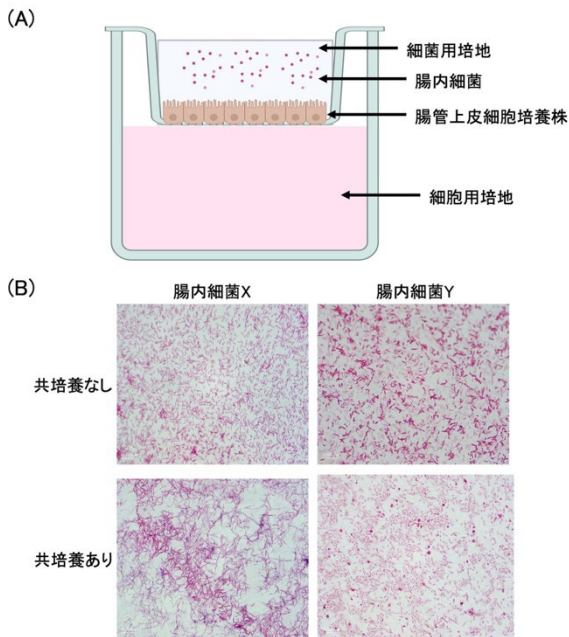 (A)
細菌用培地
腸内細菌
腸管上皮細胞培養株
細胞用培地
(B)
腸内細菌X
腸内細菌Y
共培養なし
共培養あり